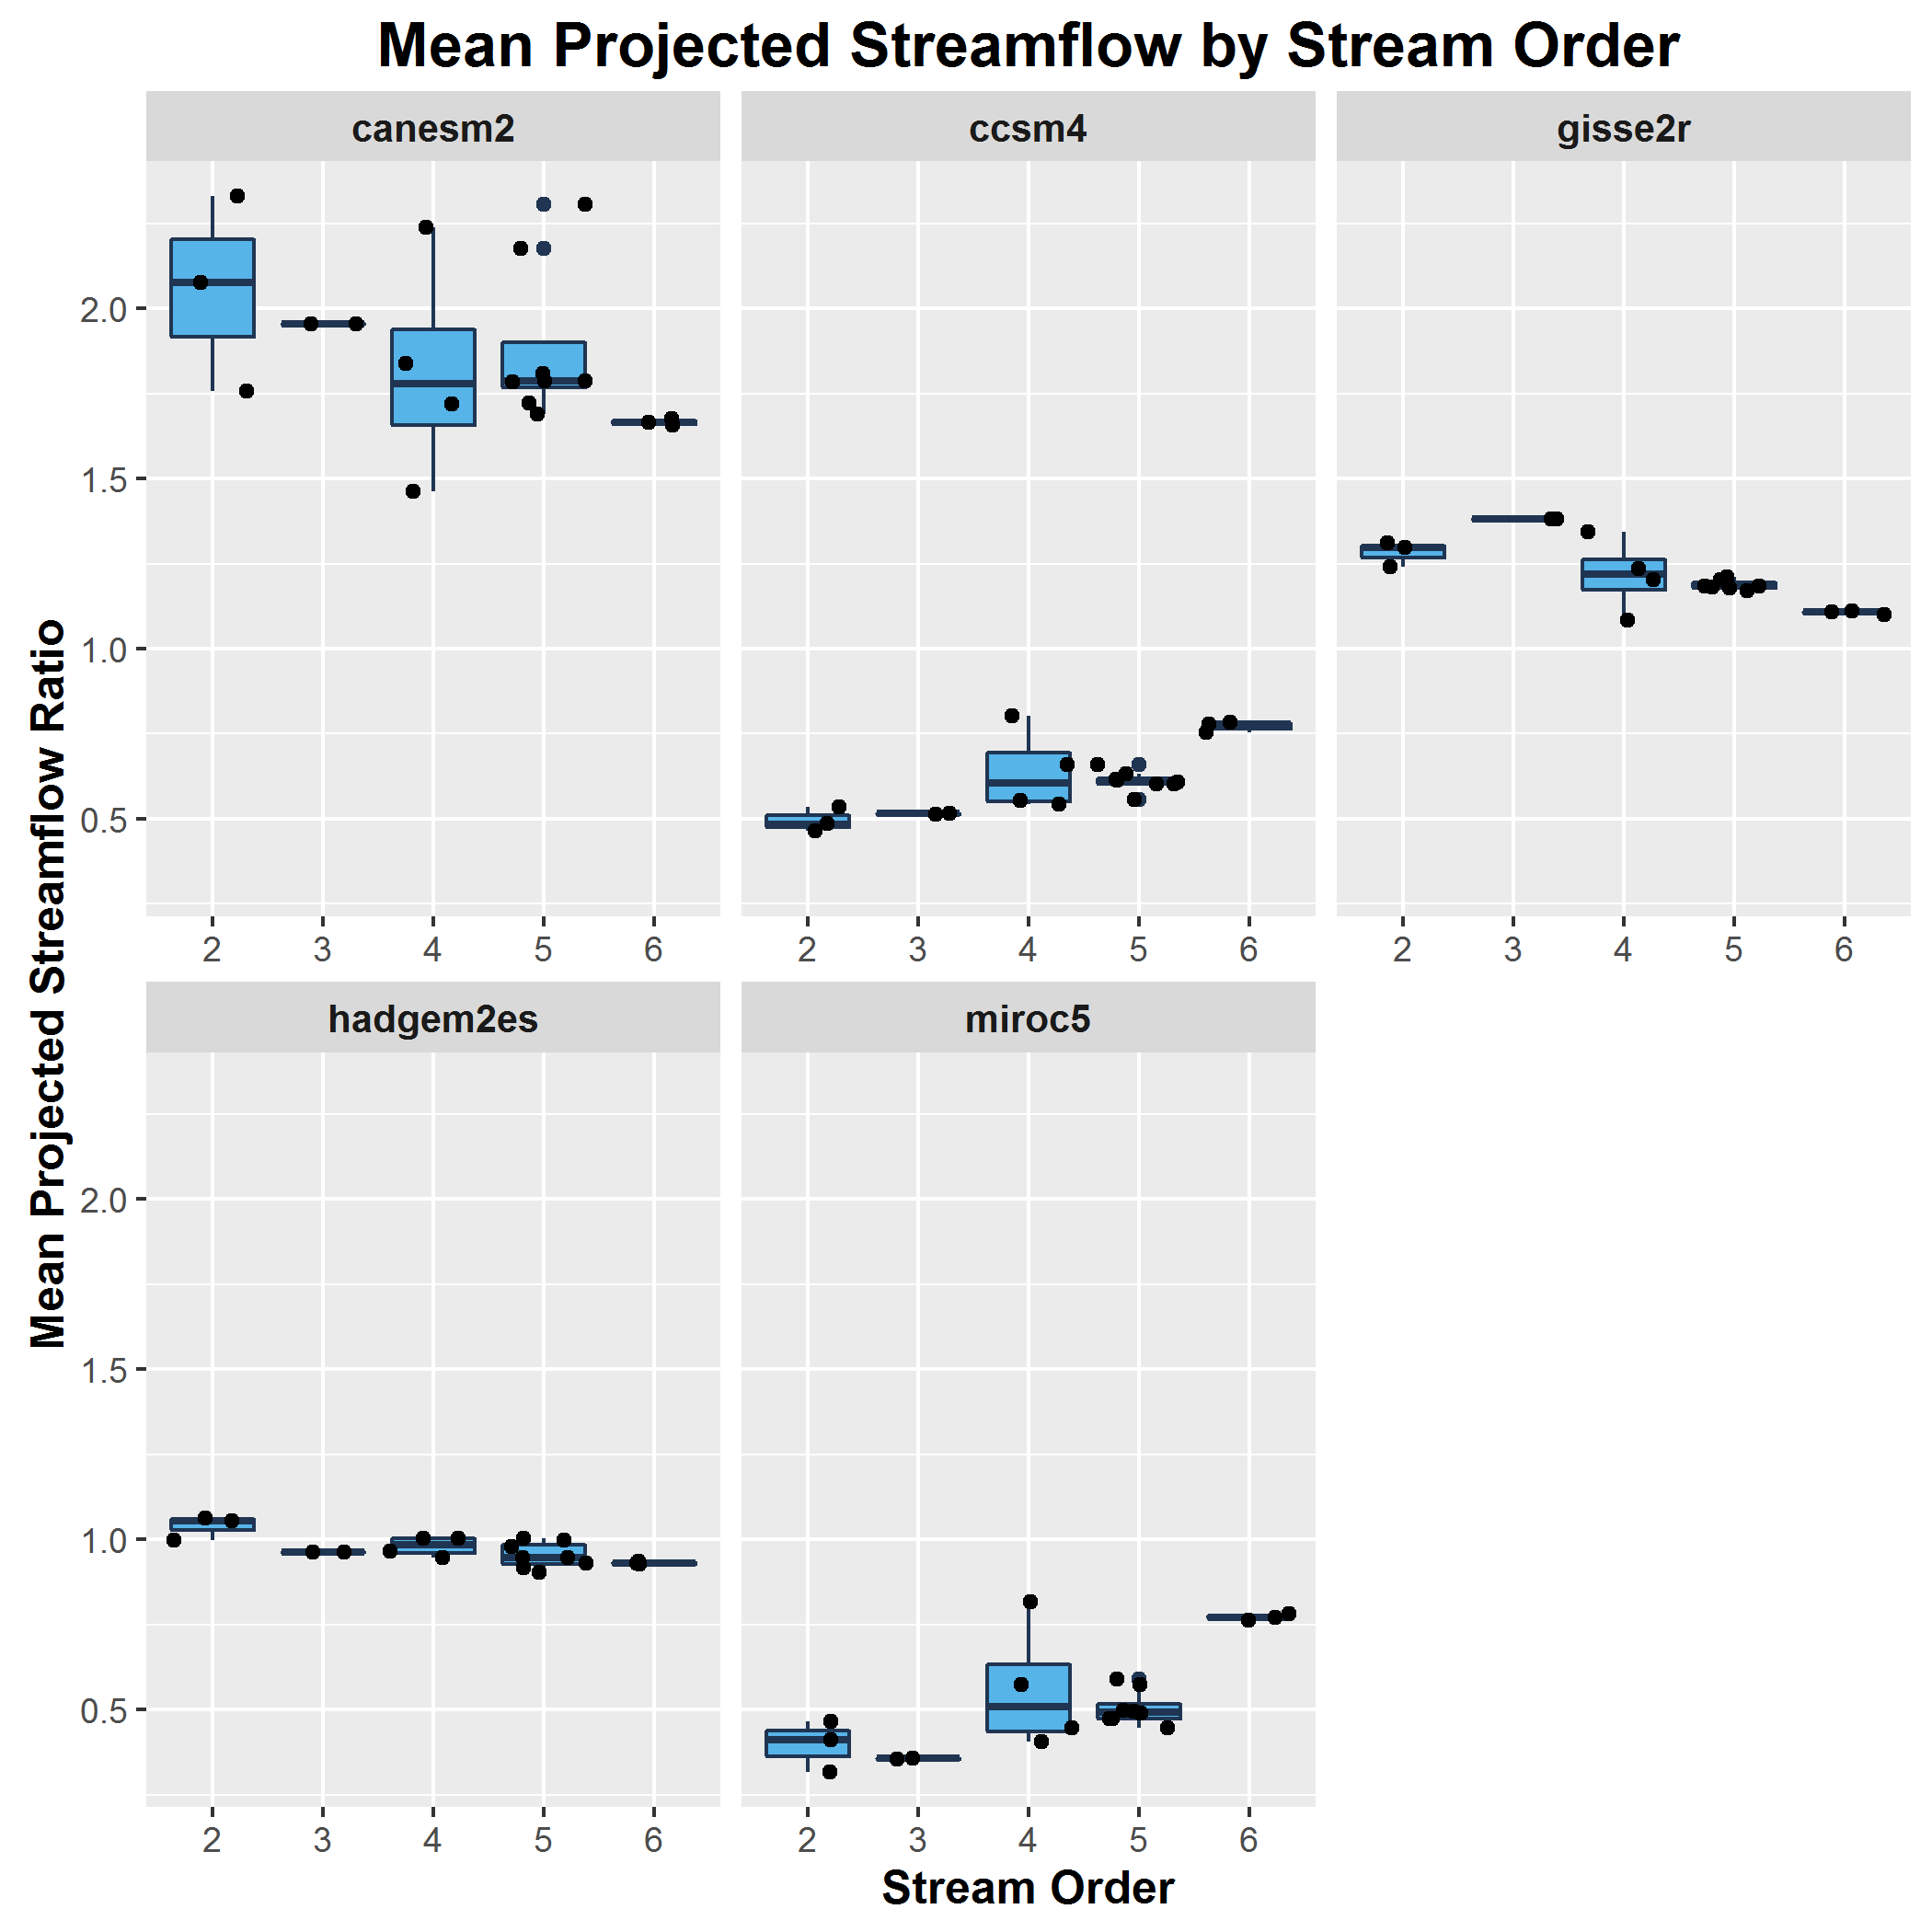 Mean Projected Streamflow by Stream Order
canesm2 ccsm4 gisse2r
Mean Projected Streamflow Ratio
2.0
1.5
1.0
0.5
2 3 4 5 6 2 3 4 5 6 2 3 4 5 6
hadgem2es miroc5
2.0
1.5
1.0
0.5
2 3 4 5 6 2 3 4 5 6
Stream Order